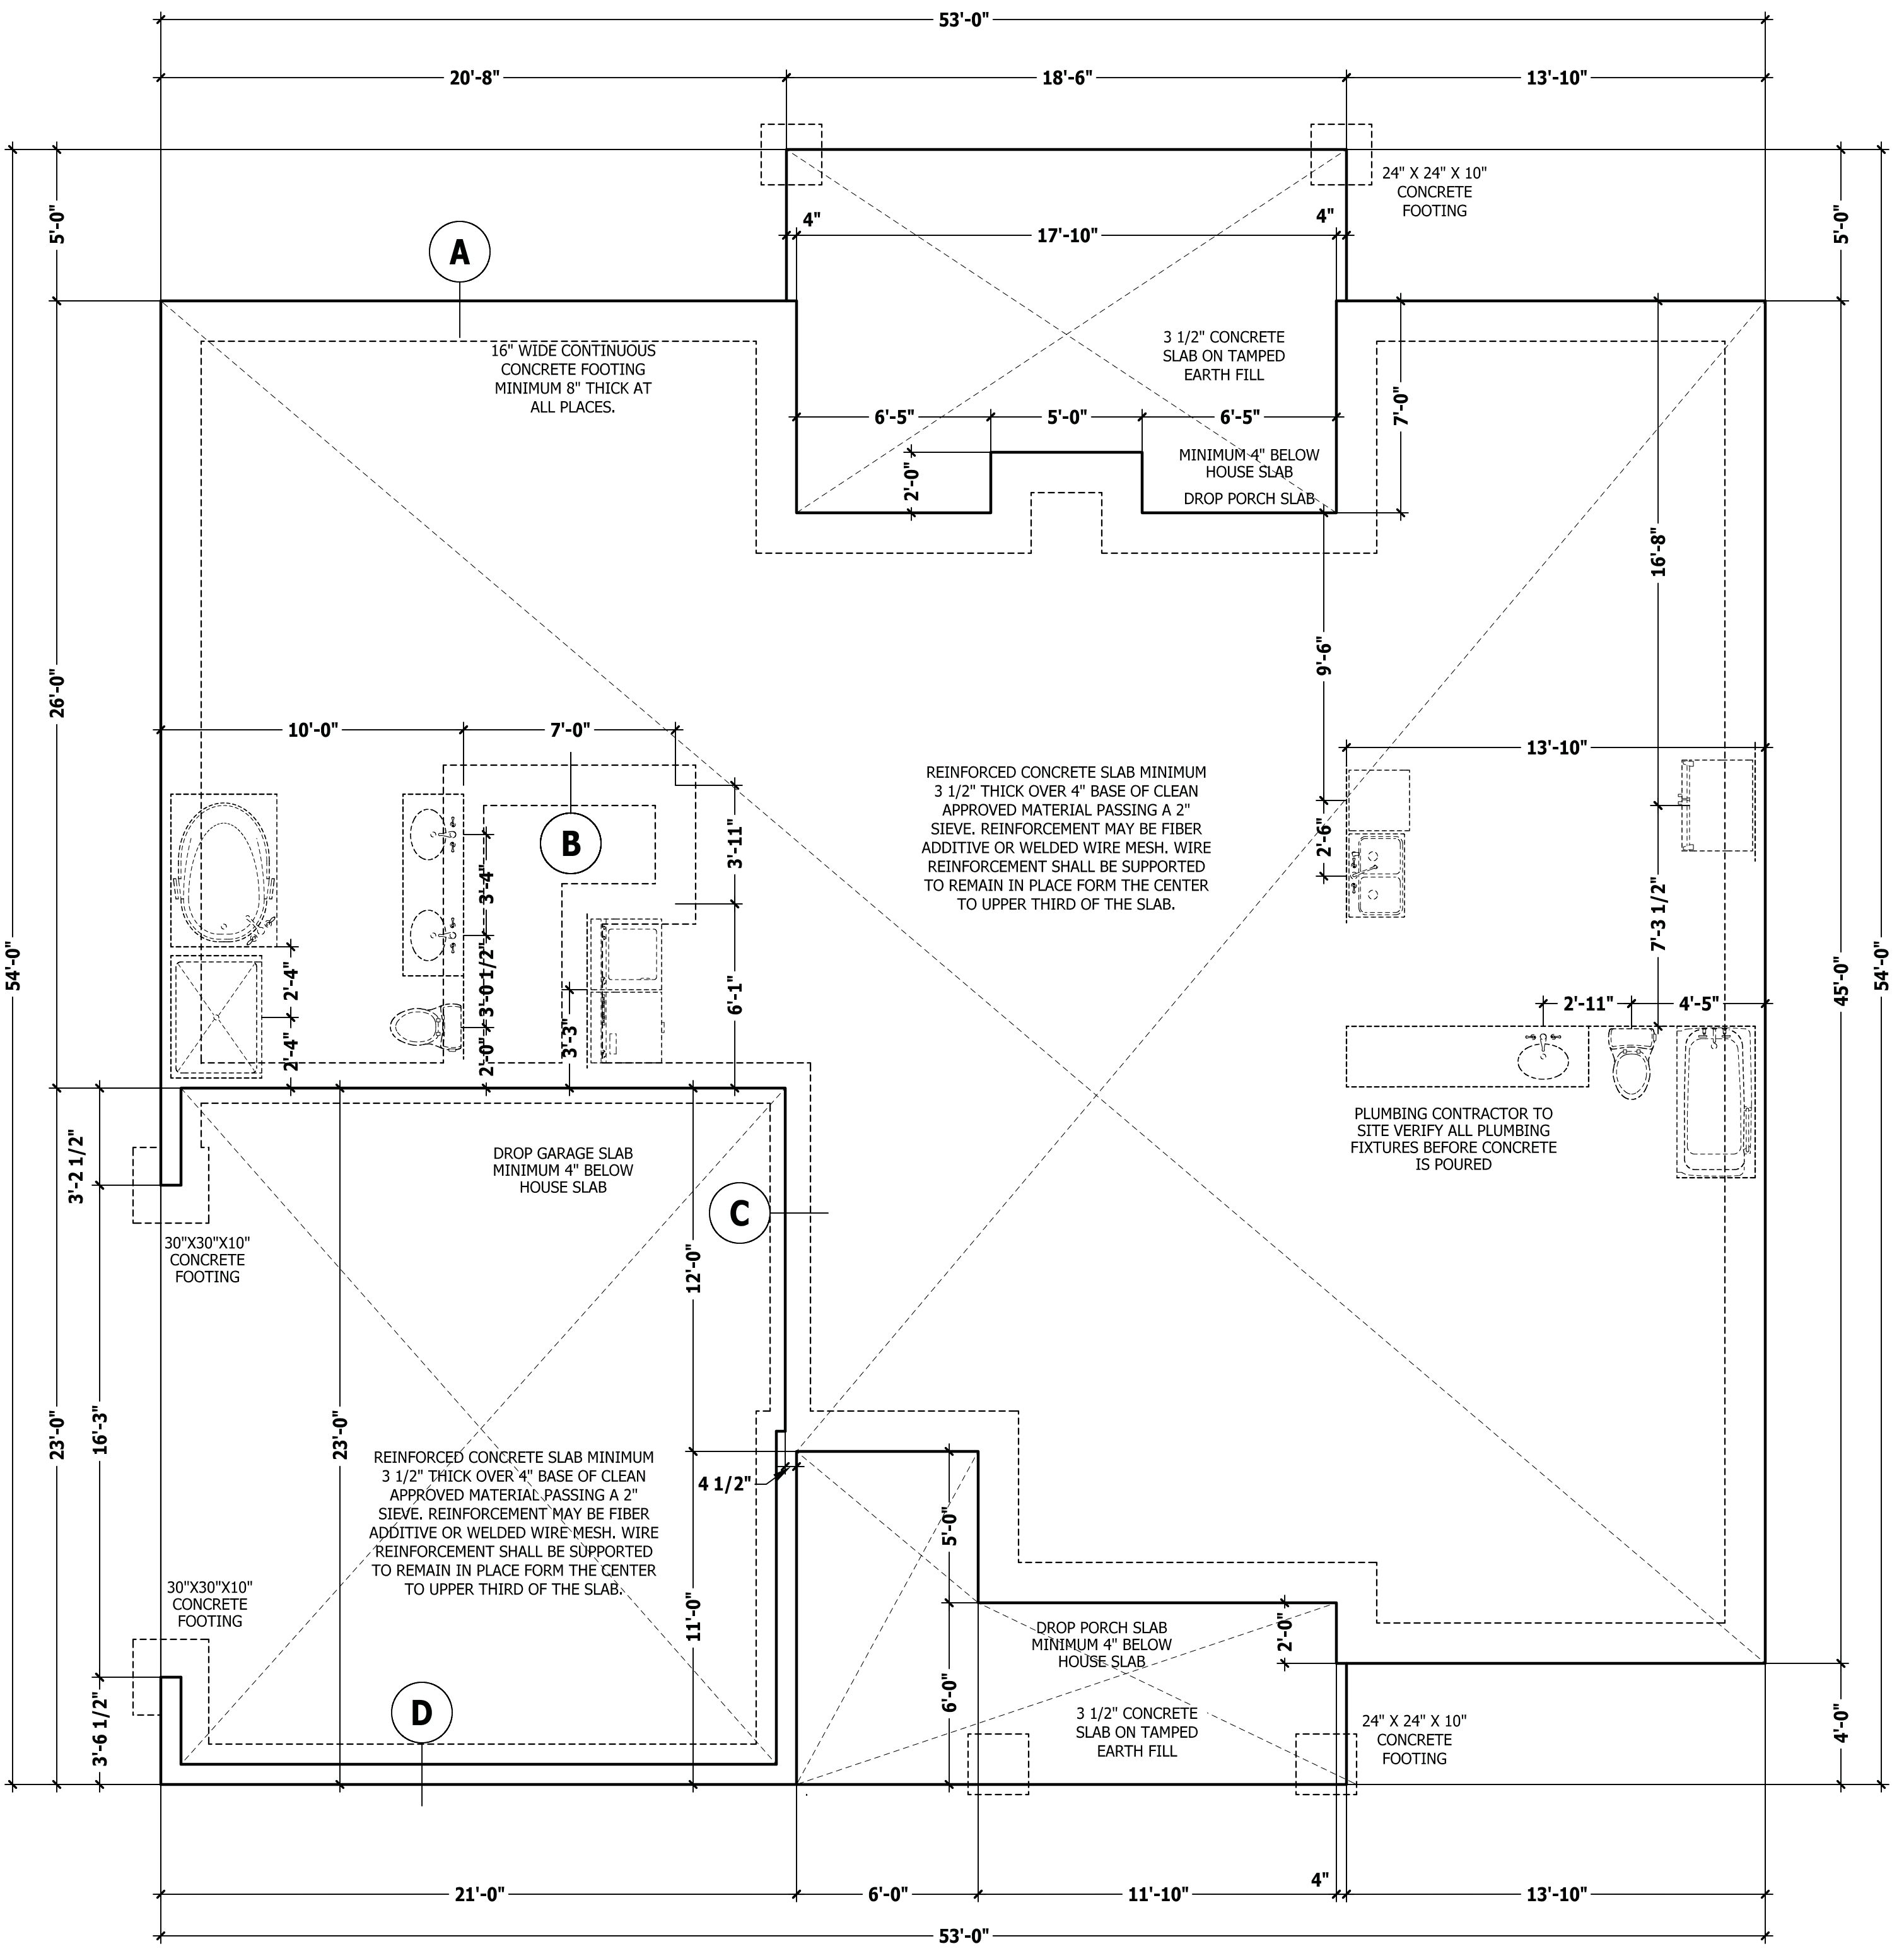 53'-0"
20'-8"
18'-6"
13'-10"
24" X 24" X 10"
CONCRETE
FOOTING
4"
4"
17'-10"
5'-0"
5'-0"
A
16" WIDE CONTINUOUS
CONCRETE FOOTING
MINIMUM 8" THICK AT
ALL PLACES.
3 1/2" CONCRETE
SLAB ON TAMPED
EARTH FILL
6'-5"
5'-0"
6'-5"
7'-0"
2'-0"
MINIMUM 4" BELOW
HOUSE SLAB
DROP PORCH SLAB
16'-8"
9'-6"
26'-0"
10'-0"
7'-0"
13'-10"
REINFORCED CONCRETE SLAB MINIMUM
3 1/2" THICK OVER 4" BASE OF CLEAN
APPROVED MATERIAL PASSING A 2"
SIEVE. REINFORCEMENT MAY BE FIBER
ADDITIVE OR WELDED WIRE MESH. WIRE
REINFORCEMENT SHALL BE SUPPORTED
TO REMAIN IN PLACE FORM THE CENTER
TO UPPER THIRD OF THE SLAB.
B
3'-11"
2'-6"
3'-4"
7'-3 1/2"
54'-0"
2'-4"
3'-0 1/2"
6'-1"
45'-0"
54'-0"
2'-11"
4'-5"
2'-4"
2'-0"
3'-3"
PLUMBING CONTRACTOR TO
SITE VERIFY ALL PLUMBING
FIXTURES BEFORE CONCRETE
IS POURED
3'-2 1/2"
DROP GARAGE SLAB
MINIMUM 4" BELOW
HOUSE SLAB
C
30"X30"X10"
CONCRETE
FOOTING
12'-0"
23'-0"
16'-3"
23'-0"
REINFORCED CONCRETE SLAB MINIMUM
3 1/2" THICK OVER 4" BASE OF CLEAN
APPROVED MATERIAL PASSING A 2"
SIEVE. REINFORCEMENT MAY BE FIBER
ADDITIVE OR WELDED WIRE MESH. WIRE
REINFORCEMENT SHALL BE SUPPORTED
TO REMAIN IN PLACE FORM THE CENTER
TO UPPER THIRD OF THE SLAB.
4 1/2"
5'-0"
30"X30"X10"
CONCRETE
FOOTING
11'-0"
DROP PORCH SLAB
MINIMUM 4" BELOW
HOUSE SLAB
2'-0"
6'-0"
3'-6 1/2"
D
3 1/2" CONCRETE
SLAB ON TAMPED
EARTH FILL
24" X 24" X 10"
CONCRETE
FOOTING
4'-0"
21'-0"
6'-0"
11'-10"
4"
13'-10"
53'-0"